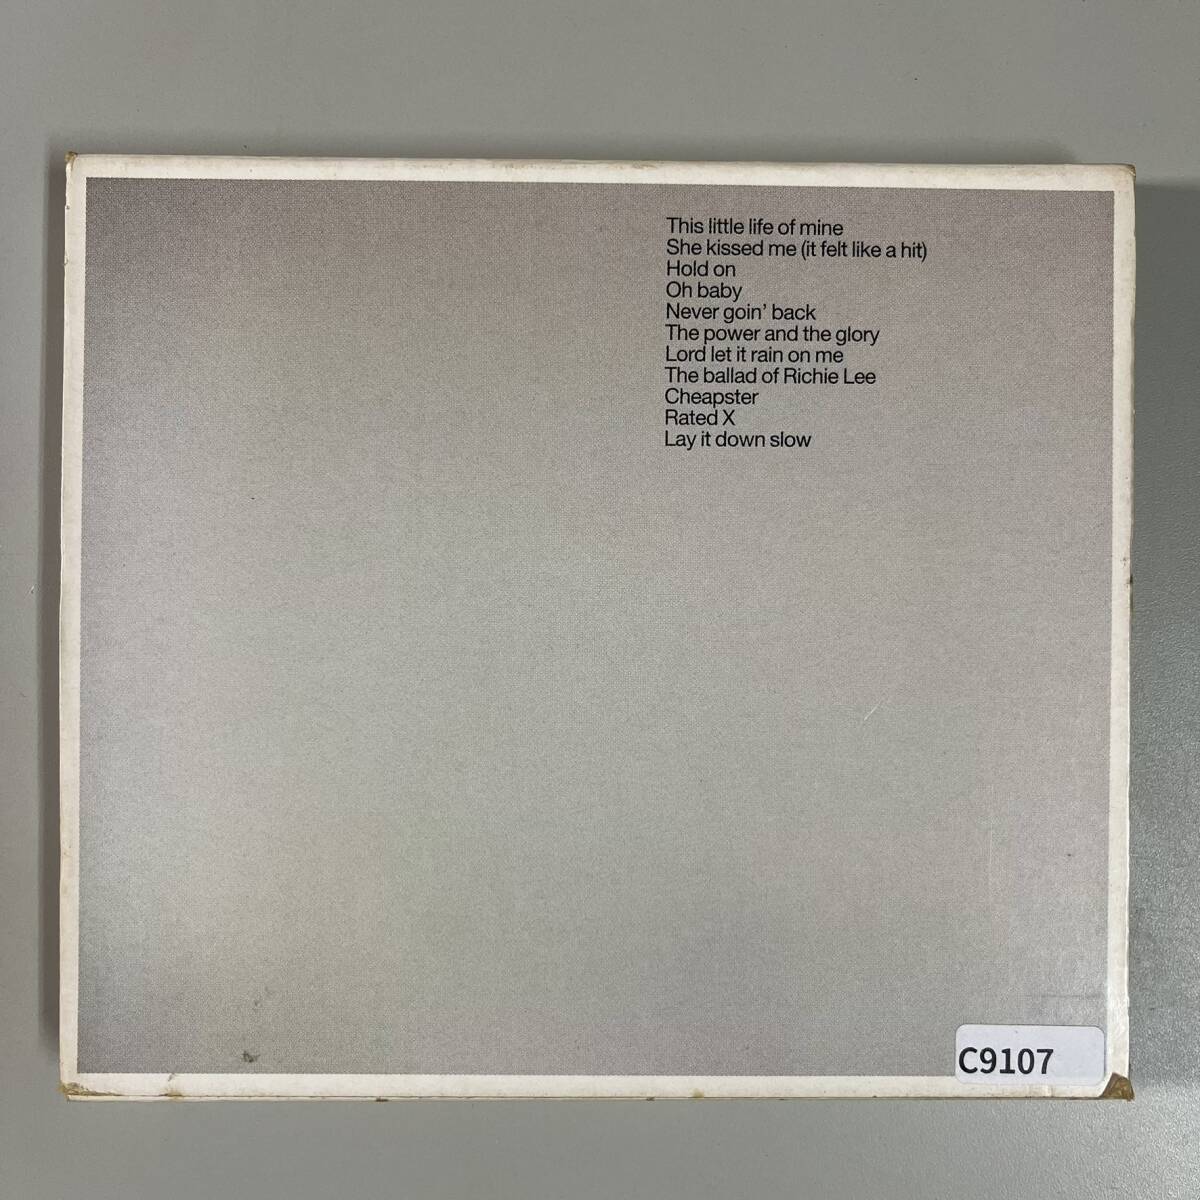 This little life of mine
She kissed me (it felt like a hit)
Hold on
Oh baby
Never goin' back
The power and the glory
Lord let it rain on me
The ballad of Richie Lee
Cheapster
Rated X
Lay it down slow
C9107